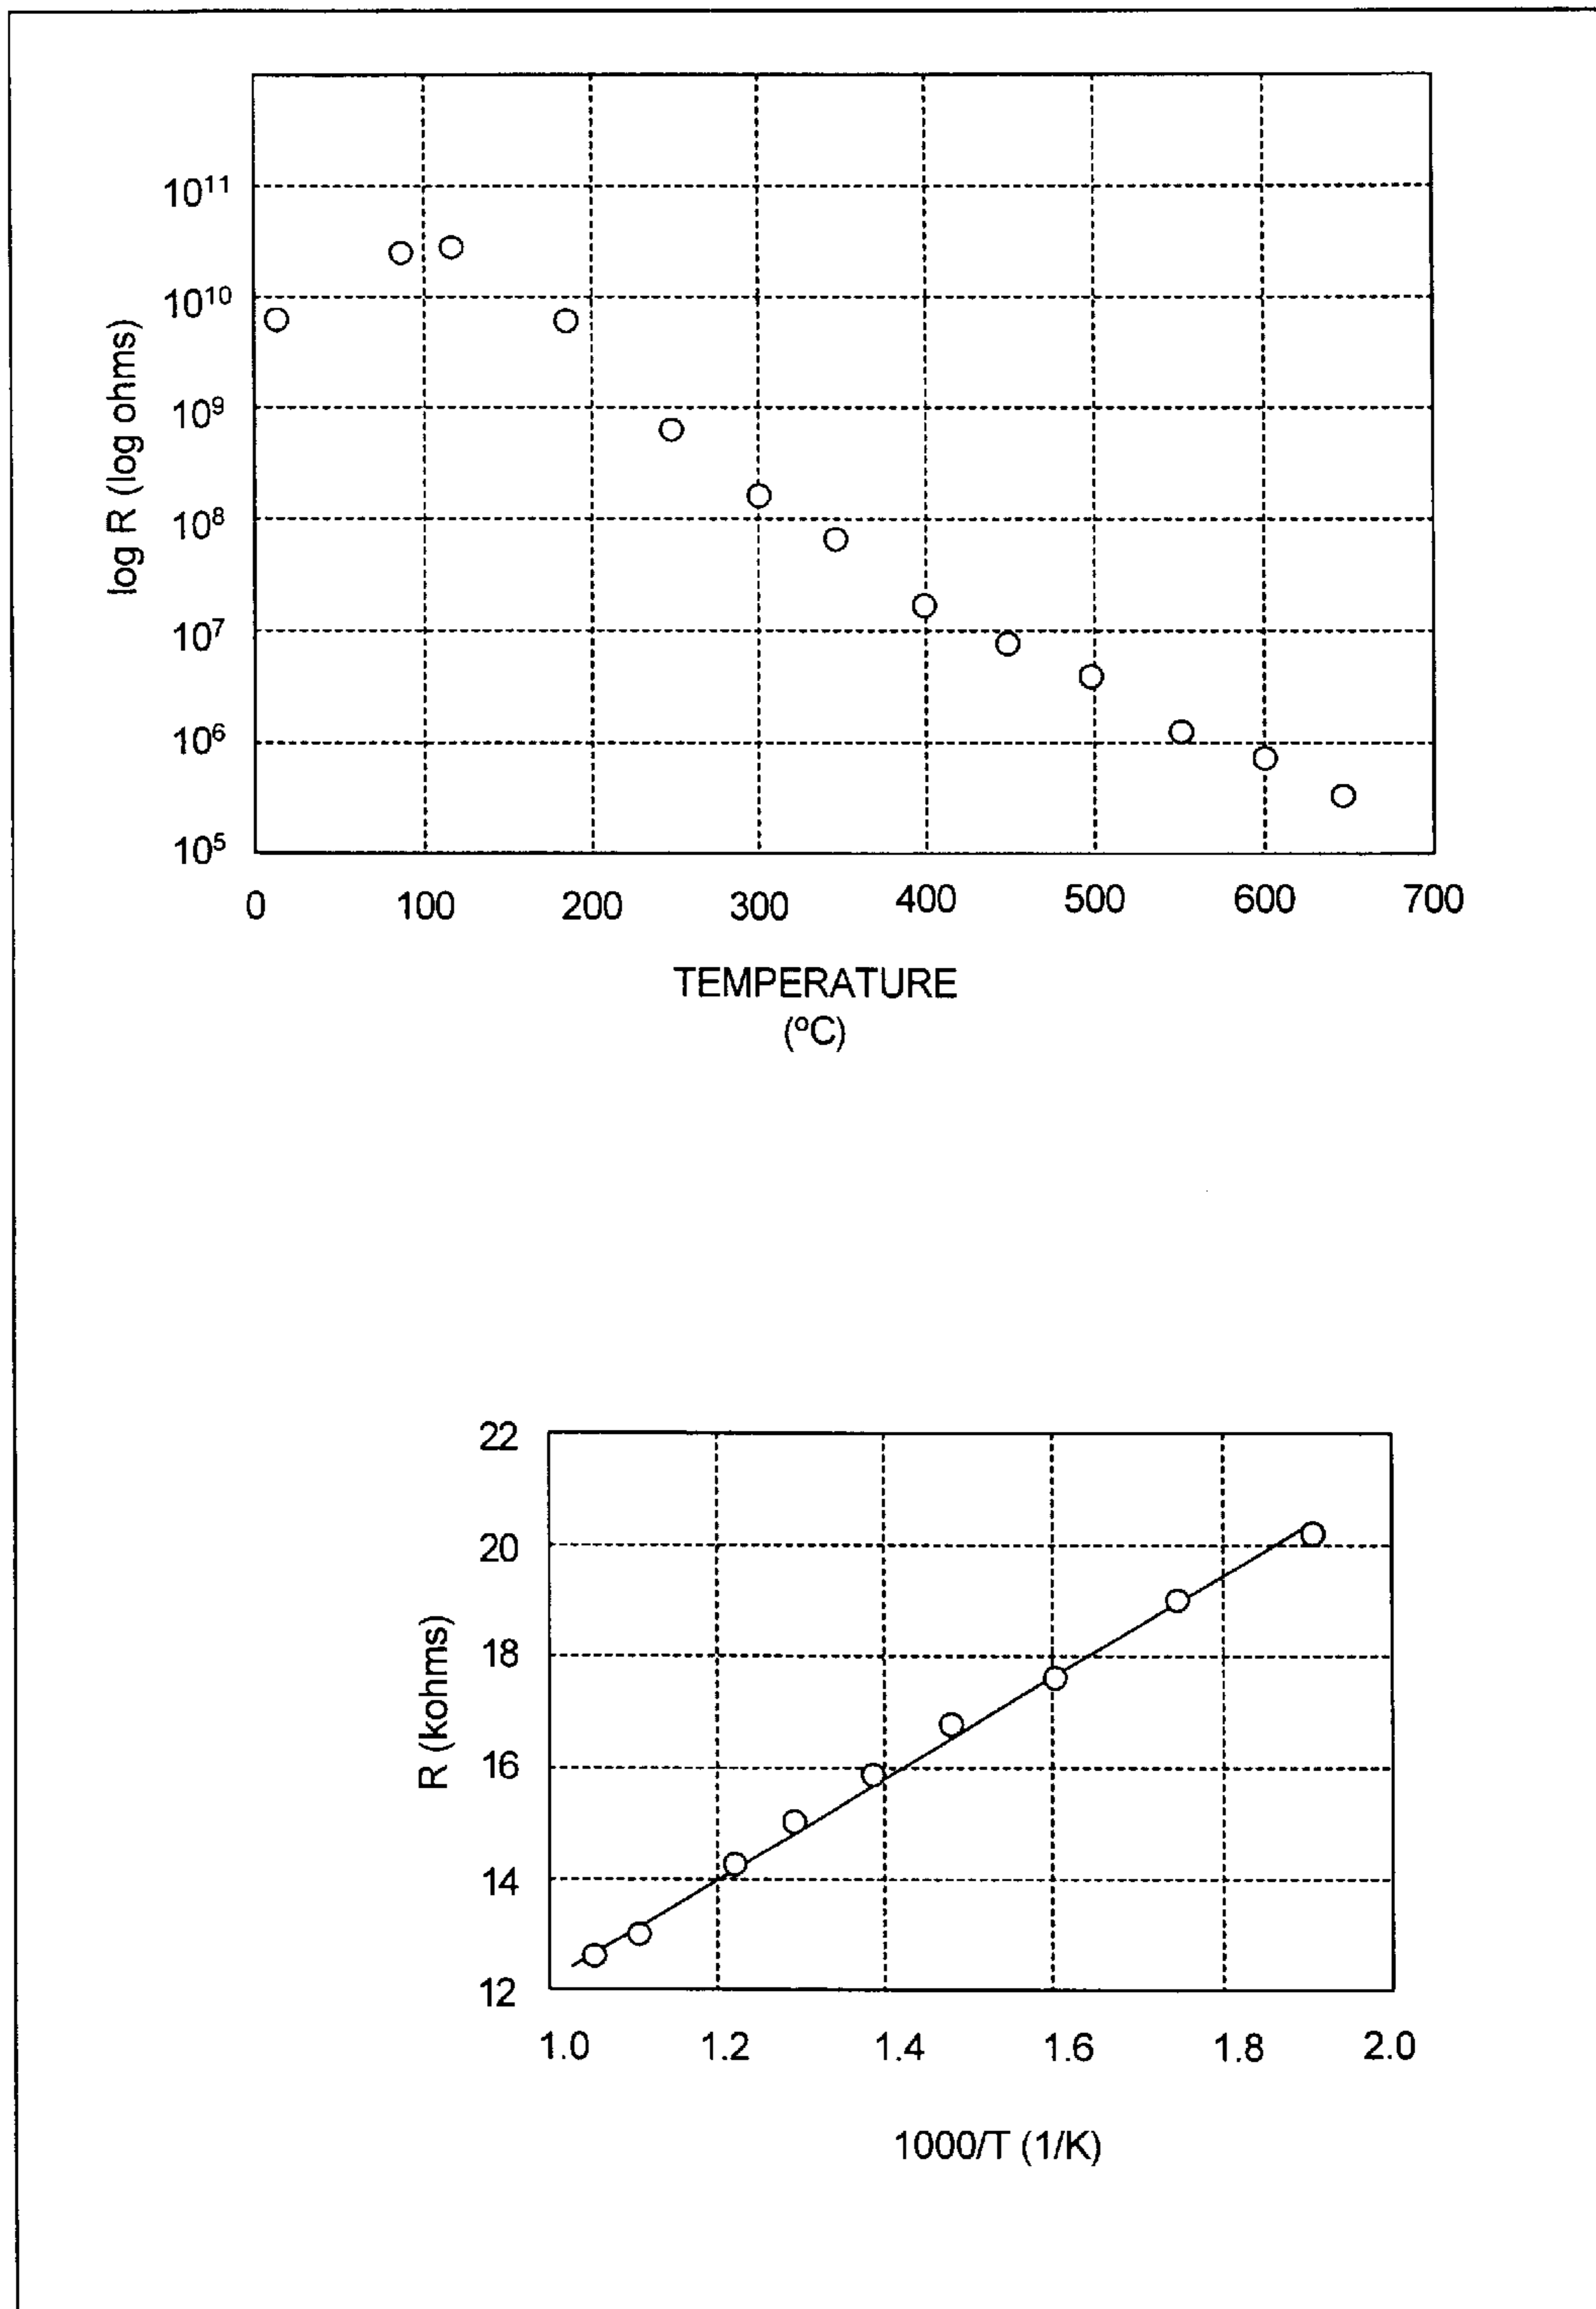 10¹¹
10¹⁰
10⁹
10⁸
10⁷
10⁶
10⁵
log R (log ohms)
0 100 200 300 400 500 600 700
TEMPERATURE
(ºC)
22
20
18
16
14
12
R (kohms)
1.0 1.2 1.4 1.6 1.8 2.0
1000/T (1/K)